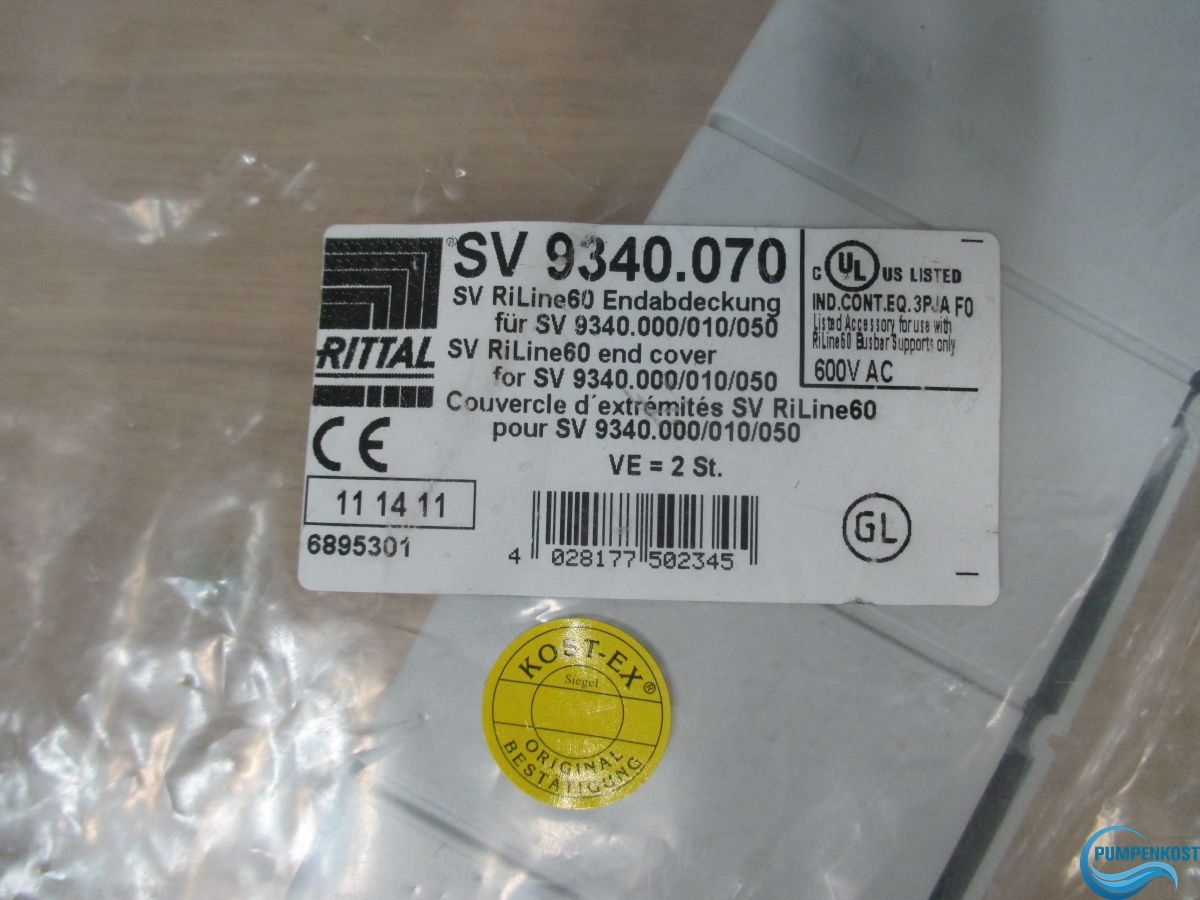 SV 9340.070
SV RiLine60 Endabdeckung
für SV 9340.000/010/050
SV RiLine60 end cover
for SV 9340.000/010/050
Couvercle d´extrémités SV RiLine60
pour SV 9340.000/010/050
VE = 2 St.
®
RITTAL
CE
11 14 11
6895301
4 028177 502345
C UL US LISTED
IND.CONT.EQ. 3PJA F0
Listed Accessory for use with
RiLine60 Busbar Supports only
600V AC
GL
KOST-EX®
Siegel
ORIGINAL
BESTÄTIGUNG
PUMPENKOST